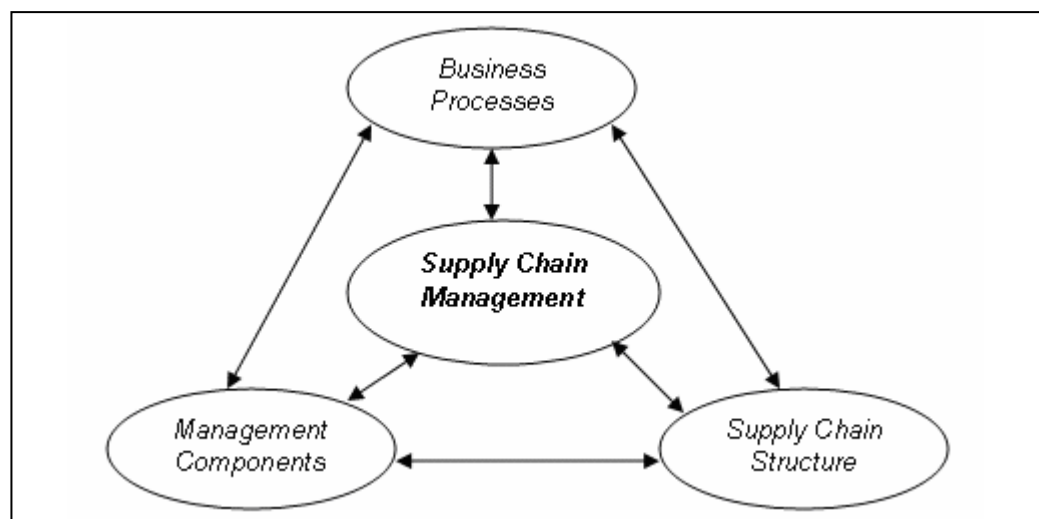 Business
Processes
Supply Chain
Management
Management
Components
Supply Chain
Structure